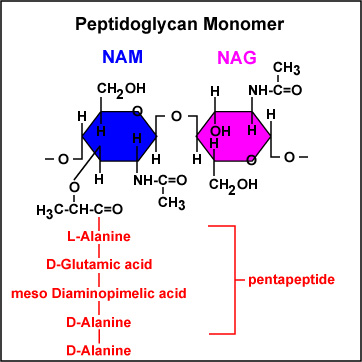 Peptidoglycan Monomer
NAM NAG
CH₃
CH₂OH H NH-C=O
H O O H
H H
OH
H
O O
H H O H
NH-C=O H CH₂OH
O CH₃
H₃C-CH-C=O
L-Alanine
D-Glutamic acid
meso Diaminopimelic acid
pentapeptide
D-Alanine
D-Alanine